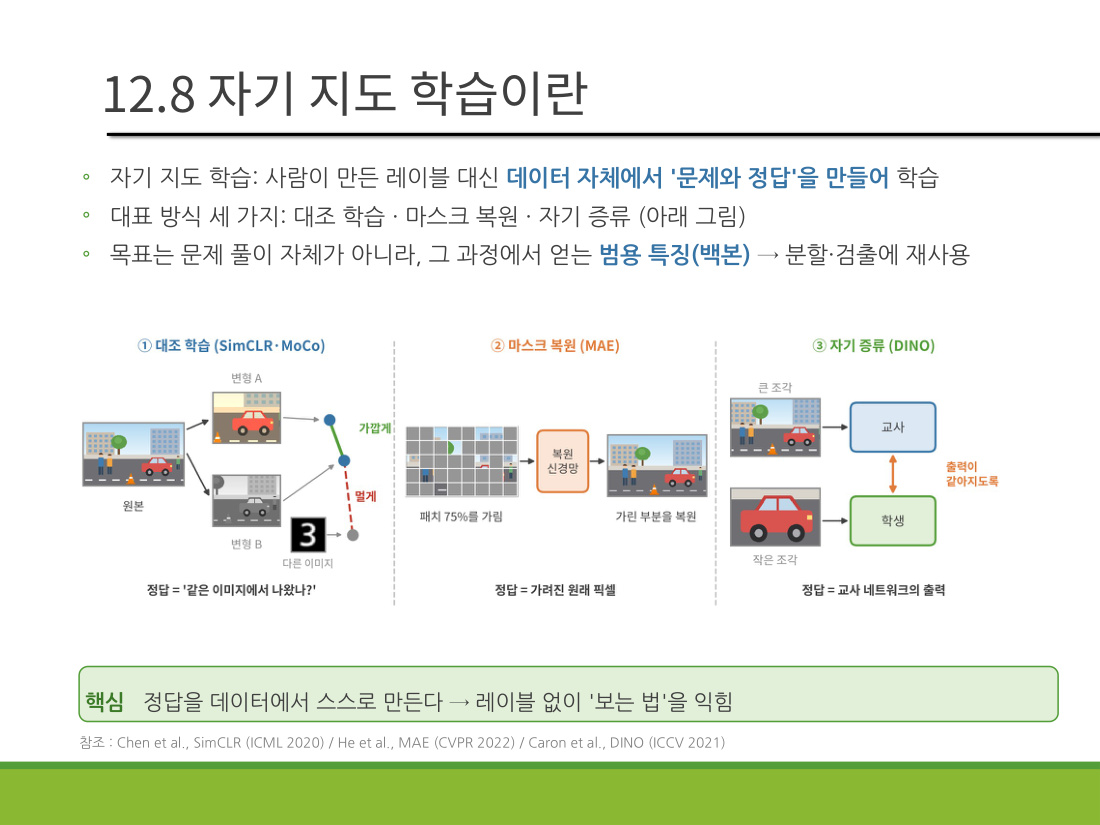 12.8 자기 지도 학습이란
◦ 자기 지도 학습: 사람이 만든 레이블 대신 데이터 자체에서 '문제와 정답'을 만들어 학습
◦ 대표 방식 세 가지: 대조 학습 · 마스크 복원 · 자기 증류 (아래 그림)
◦ 목표는 문제 풀이 자체가 아니라, 그 과정에서 얻는 범용 특징(백본) → 분할·검출에 재사용
① 대조 학습 (SimCLR·MoCo)
변형 A
원본
변형 B
가깝게
멀게
3
다른 이미지
정답 = '같은 이미지에서 나왔나?'
② 마스크 복원 (MAE)
복원
신경망
패치 75%를 가림
가린 부분을 복원
정답 = 가려진 원래 픽셀
③ 자기 증류 (DINO)
큰 조각
교사
출력이
같아지도록
학생
작은 조각
정답 = 교사 네트워크의 출력
핵심 정답을 데이터에서 스스로 만든다 → 레이블 없이 '보는 법'을 익힘
참조 : Chen et al., SimCLR (ICML 2020) / He et al., MAE (CVPR 2022) / Caron et al., DINO (ICCV 2021)